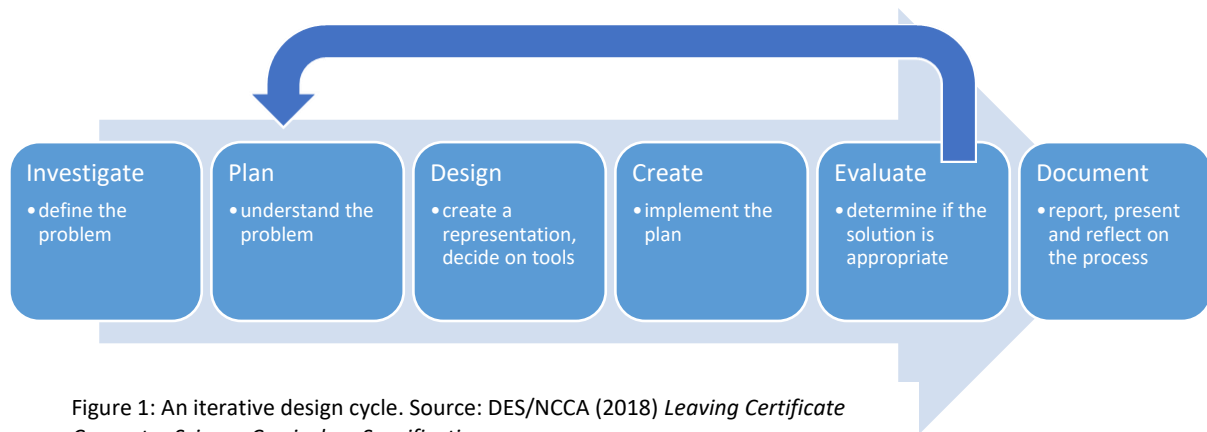 Investigate
•define the
problem
Plan
•understand the
problem
Design
•create a
representation,
decide on tools
Create
•implement the
plan
Evaluate
•determine if the
solution is
appropriate
Document
•report, present
and reflect on
the process
Figure 1: An iterative design cycle. Source: DES/NCCA (2018) Leaving Certificate